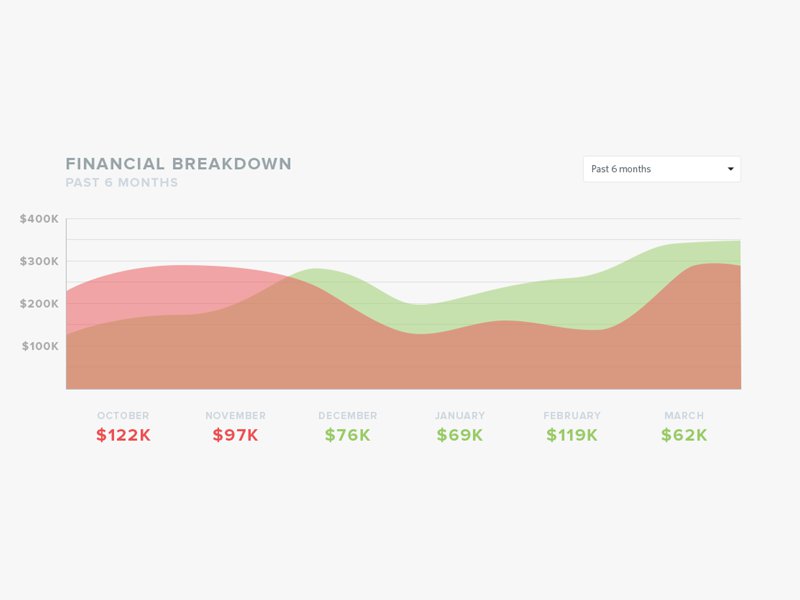 FINANCIAL BREAKDOWN
PAST 6 MONTHS
Past 6 months
$400K
$300K
$200K
$100K
OCTOBER NOVEMBER DECEMBER JANUARY FEBRUARY MARCH
$122K $97K $76K $69K $119K $62K